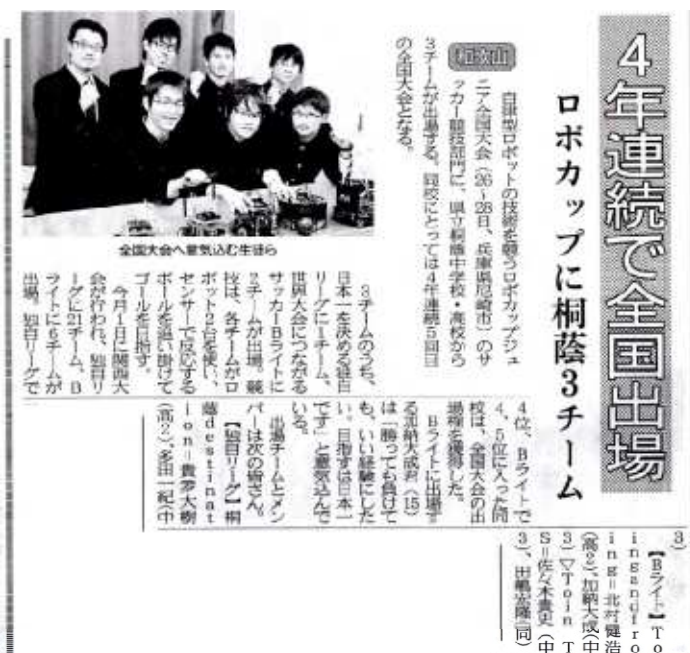 4年連続で全国出場
ロボカップに桐蔭3チーム
和歌山
自律型ロボットの技術を競うロボカップジュ
ニア全国大会（26〜28日、兵庫県尼崎市）のサ
ッカー競技部門に、県立桐蔭中学校・高校から
3チームが出場する。同校にとっては4年連続5回目
の全国大会となる。
全国大会へ意気込む生徒ら
3チームのうち、
日本一を決める独自
リーグに1チーム、
世界大会につながる
サッカーBライトに
2チームが出場。競
技は、各チームがロ
ボット2台を使い、
センサーで反応する
ボールを追い掛けて
ゴールを目指す。
今月1日に関西大
会が行われ、独自リ
ーグに21チーム、B
ライトに6チームが
出場。独自リーグで
4位、Bライトで
4、5位に入った同
校は、全国大会の出
場権を獲得した。
Bライトに出場す
る加納大成君（15）
は「勝っても負けて
も、いい経験にした
い。目指すは日本一
です」と意気込んで
いる。
出場チームとメン
バーは次の皆さん。
【独自リーグ】桐
蔭destinat
ion＝貴夛大樹
（高2）、多田一紀（中
3）
【Bライト】To
ingandfro
ing＝北村健浩
（高2）、加納大成（中
3）▽Toin T
S＝佐々木貴史（中
3）、田嶋宏隆（同）